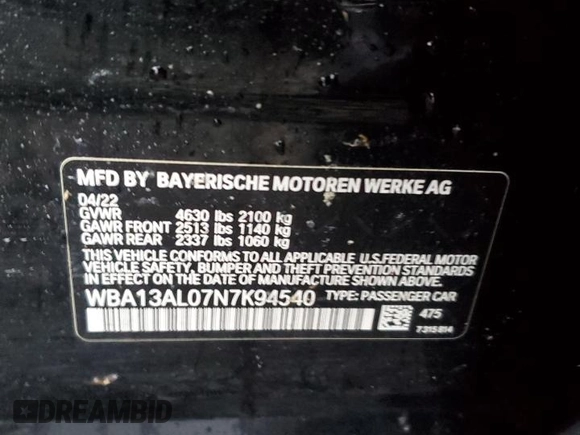 MFD BY BAYERISCHE MOTOREN WERKE AG
04/22
GVWR 4630 lbs 2100 kg
GAWR FRONT 2513 lbs 1140 kg
GAWR REAR 2337 lbs 1060 kg
THIS VEHICLE CONFORMS TO ALL APPLICABLE U.S.FEDERAL MOTOR
VEHICLE SAFETY, BUMPER AND THEFT PREVENTION STANDARDS
IN EFFECT ON THE DATE OF MANUFACTURE SHOWN ABOVE.
WBA13AL07N7K94540 TYPE: PASSENGER CAR
475
7315814
DREAMBID